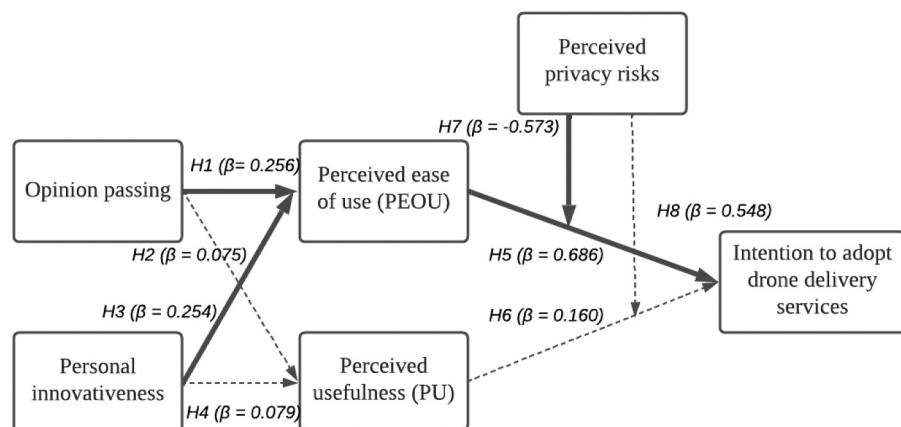 Perceived
privacy risks
H7 (β = -0.573)
H1 (β= 0.256)
Opinion passing
Perceived ease
of use (PEOU)
H8 (β = 0.548)
H2 (β = 0.075)
H5 (β = 0.686)
Intention to adopt
drone delivery
services
H3 (β = 0.254)
H6 (β = 0.160)
Personal
innovativeness
Perceived
usefulness (PU)
H4 (β = 0.079)